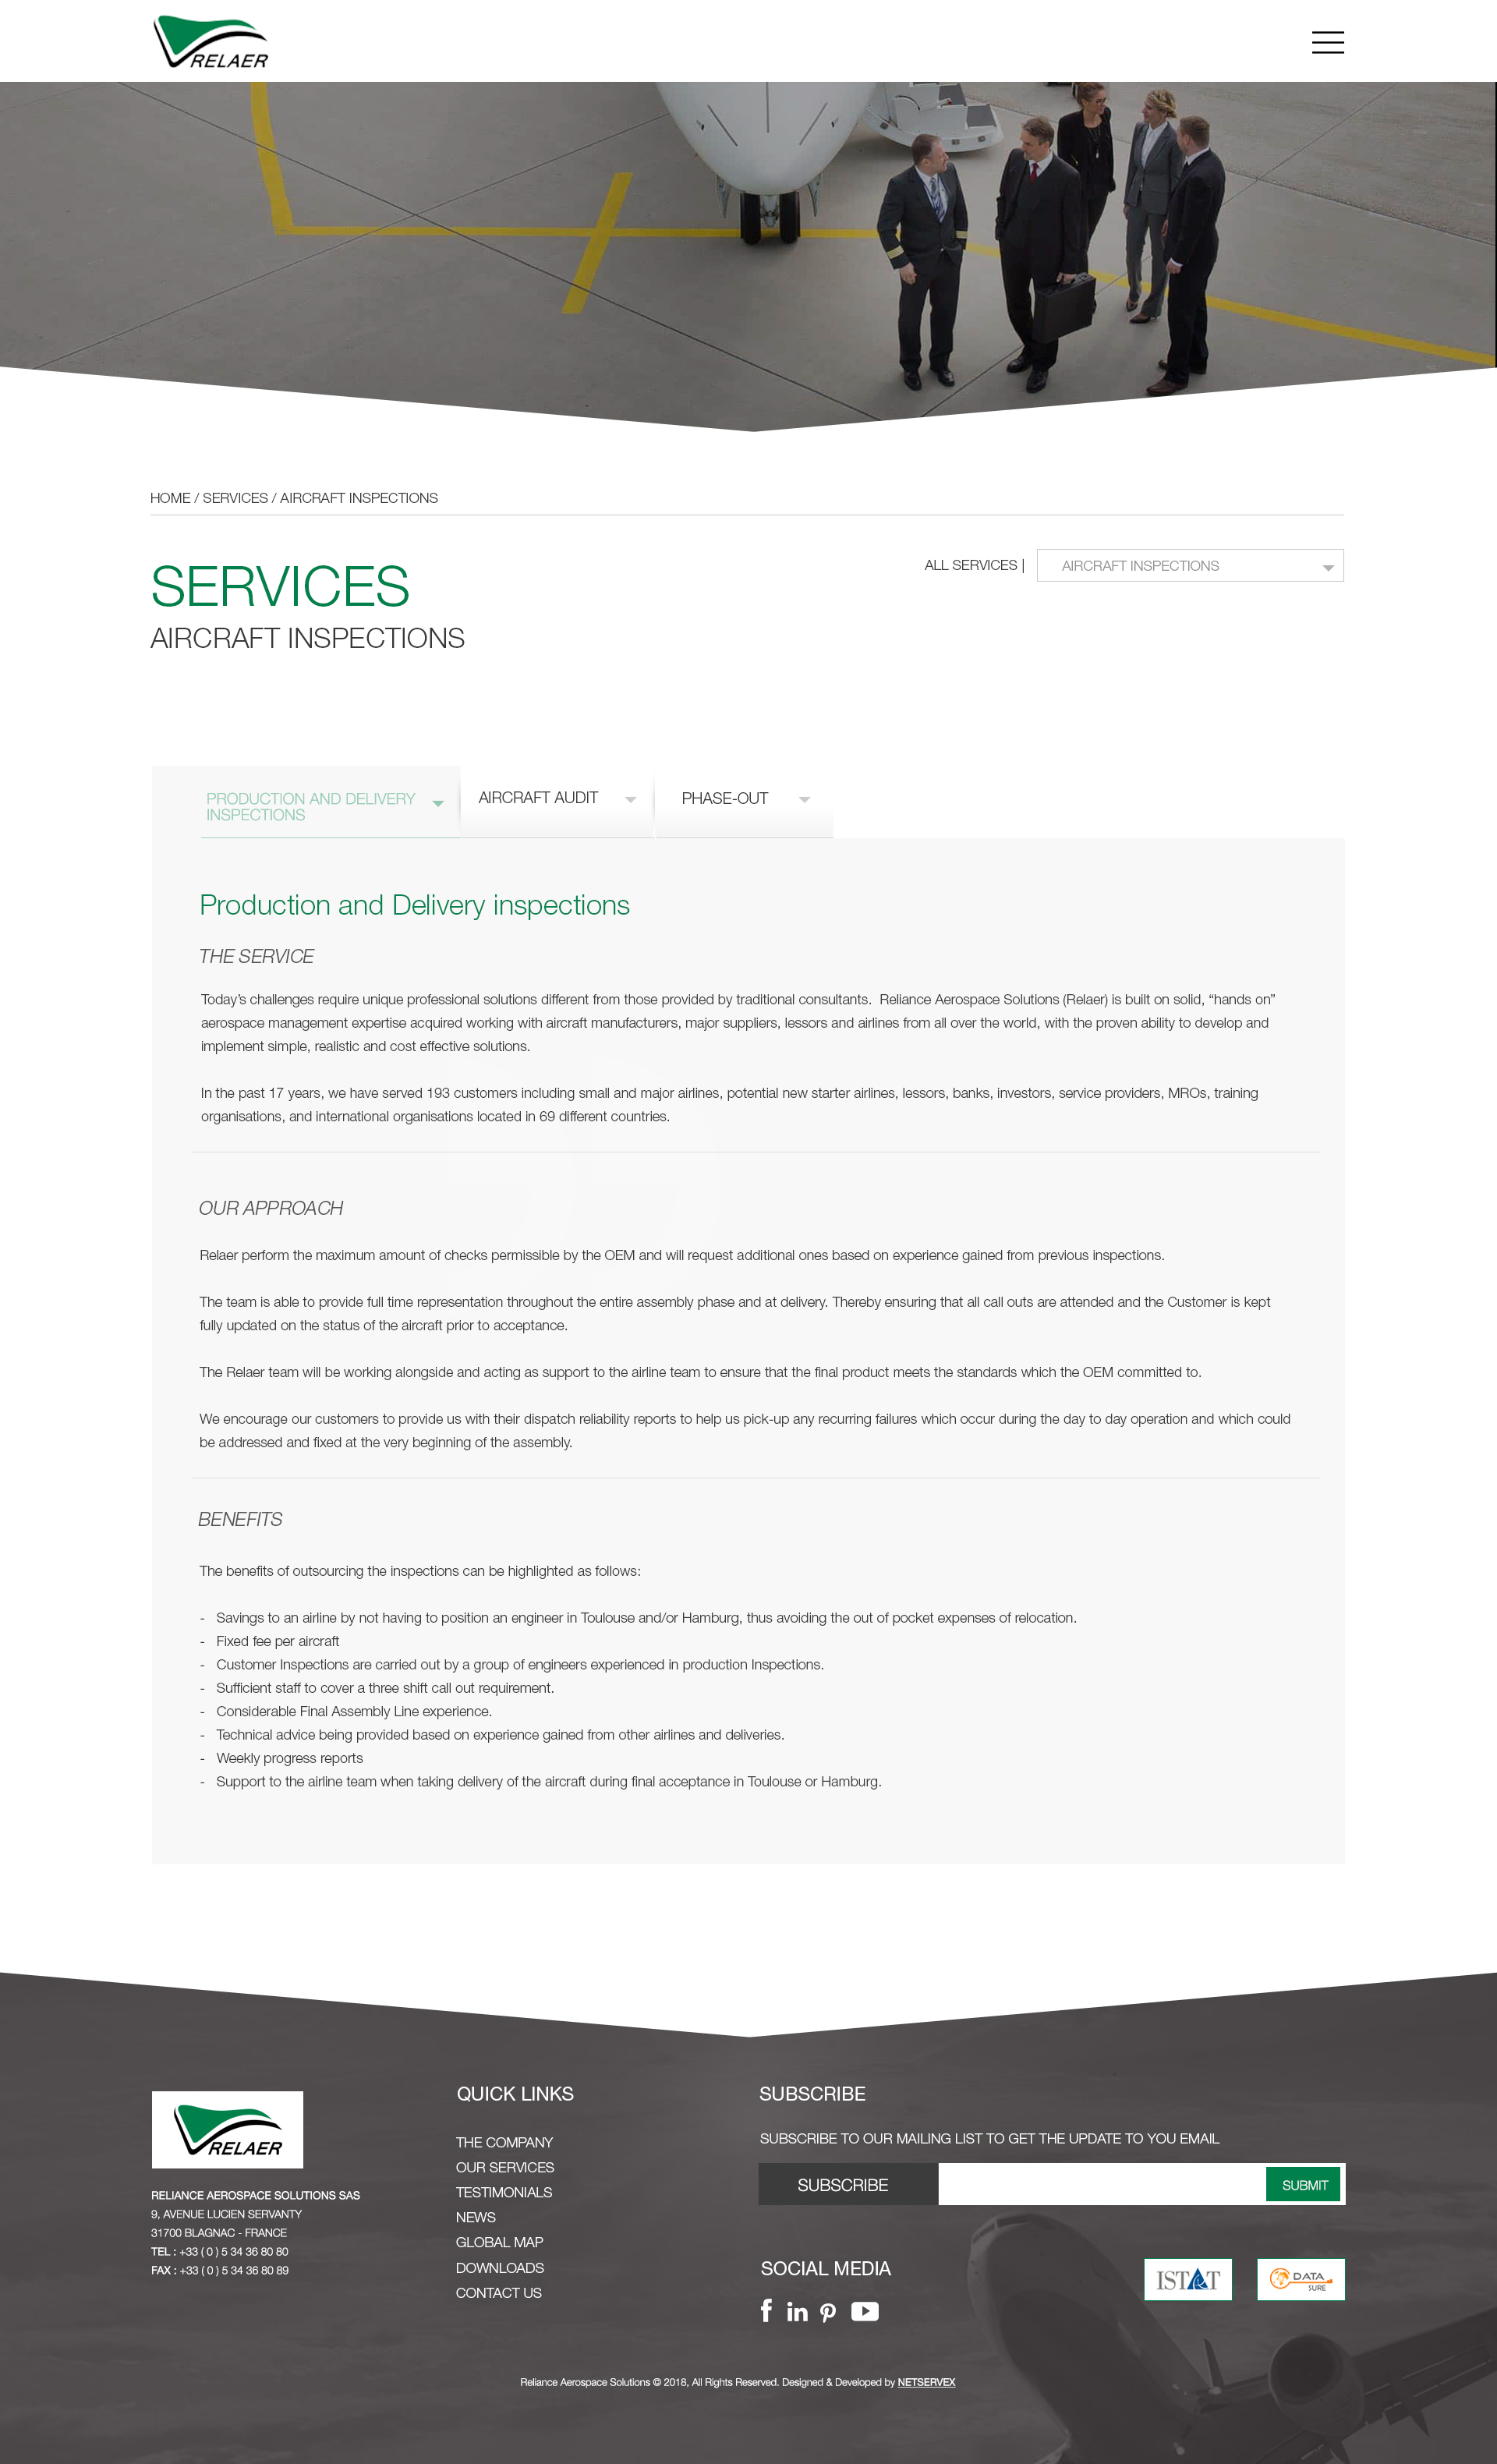 RELAER
HOME / SERVICES / AIRCRAFT INSPECTIONS
ALL SERVICES |
AIRCRAFT INSPECTIONS
SERVICES
AIRCRAFT INSPECTIONS
PRODUCTION AND DELIVERY
INSPECTIONS
AIRCRAFT AUDIT
PHASE-OUT
Production and Delivery inspections
THE SERVICE
Today’s challenges require unique professional solutions different from those provided by traditional consultants. Reliance Aerospace Solutions (Relaer) is built on solid, “hands on”
aerospace management expertise acquired working with aircraft manufacturers, major suppliers, lessors and airlines from all over the world, with the proven ability to develop and
implement simple, realistic and cost effective solutions.
In the past 17 years, we have served 193 customers including small and major airlines, potential new starter airlines, lessors, banks, investors, service providers, MROs, training
organisations, and international organisations located in 69 different countries.
OUR APPROACH
Relaer perform the maximum amount of checks permissible by the OEM and will request additional ones based on experience gained from previous inspections.
The team is able to provide full time representation throughout the entire assembly phase and at delivery. Thereby ensuring that all call outs are attended and the Customer is kept
fully updated on the status of the aircraft prior to acceptance.
The Relaer team will be working alongside and acting as support to the airline team to ensure that the final product meets the standards which the OEM committed to.
We encourage our customers to provide us with their dispatch reliability reports to help us pick-up any recurring failures which occur during the day to day operation and which could
be addressed and fixed at the very beginning of the assembly.
BENEFITS
The benefits of outsourcing the inspections can be highlighted as follows:
- Savings to an airline by not having to position an engineer in Toulouse and/or Hamburg, thus avoiding the out of pocket expenses of relocation.
- Fixed fee per aircraft
- Customer Inspections are carried out by a group of engineers experienced in production Inspections.
- Sufficient staff to cover a three shift call out requirement.
- Considerable Final Assembly Line experience.
- Technical advice being provided based on experience gained from other airlines and deliveries.
- Weekly progress reports
- Support to the airline team when taking delivery of the aircraft during final acceptance in Toulouse or Hamburg.
RELAER
RELIANCE AEROSPACE SOLUTIONS SAS
9, AVENUE LUCIEN SERVANTY
31700 BLAGNAC - FRANCE
TEL : +33 ( 0 ) 5 34 36 80 80
FAX : +33 ( 0 ) 5 34 36 80 89
QUICK LINKS
THE COMPANY
OUR SERVICES
TESTIMONIALS
NEWS
GLOBAL MAP
DOWNLOADS
CONTACT US
SUBSCRIBE
SUBSCRIBE TO OUR MAILING LIST TO GET THE UPDATE TO YOU EMAIL
SUBSCRIBE
SUBMIT
SOCIAL MEDIA
ISTAT
DATA
SURE
Reliance Aerospace Solutions © 2018, All Rights Reserved. Designed & Developed by NETSERVEX